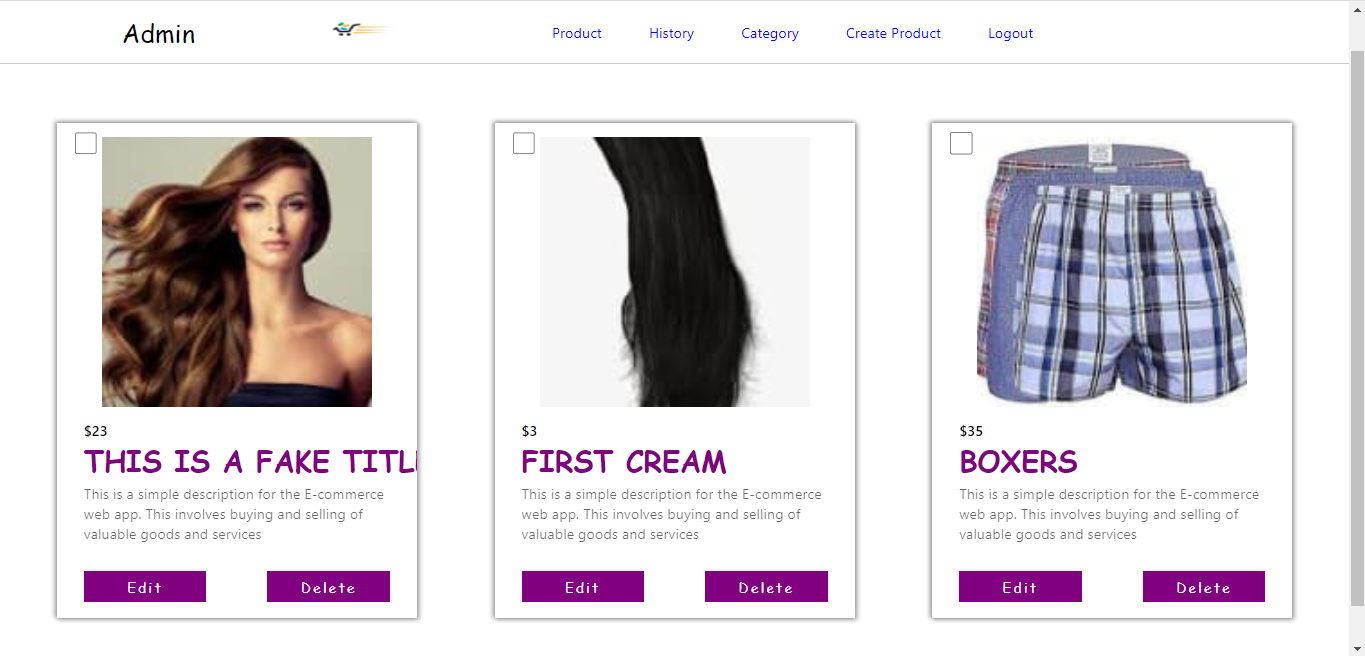 Admin
Product History Category Create Product Logout
$23
THIS IS A FAKE TITL
This is a simple description for the E-commerce
web app. This involves buying and selling of
valuable goods and services
Edit Delete
$3
FIRST CREAM
This is a simple description for the E-commerce
web app. This involves buying and selling of
valuable goods and services
Edit Delete
$35
BOXERS
This is a simple description for the E-commerce
web app. This involves buying and selling of
valuable goods and services
Edit Delete